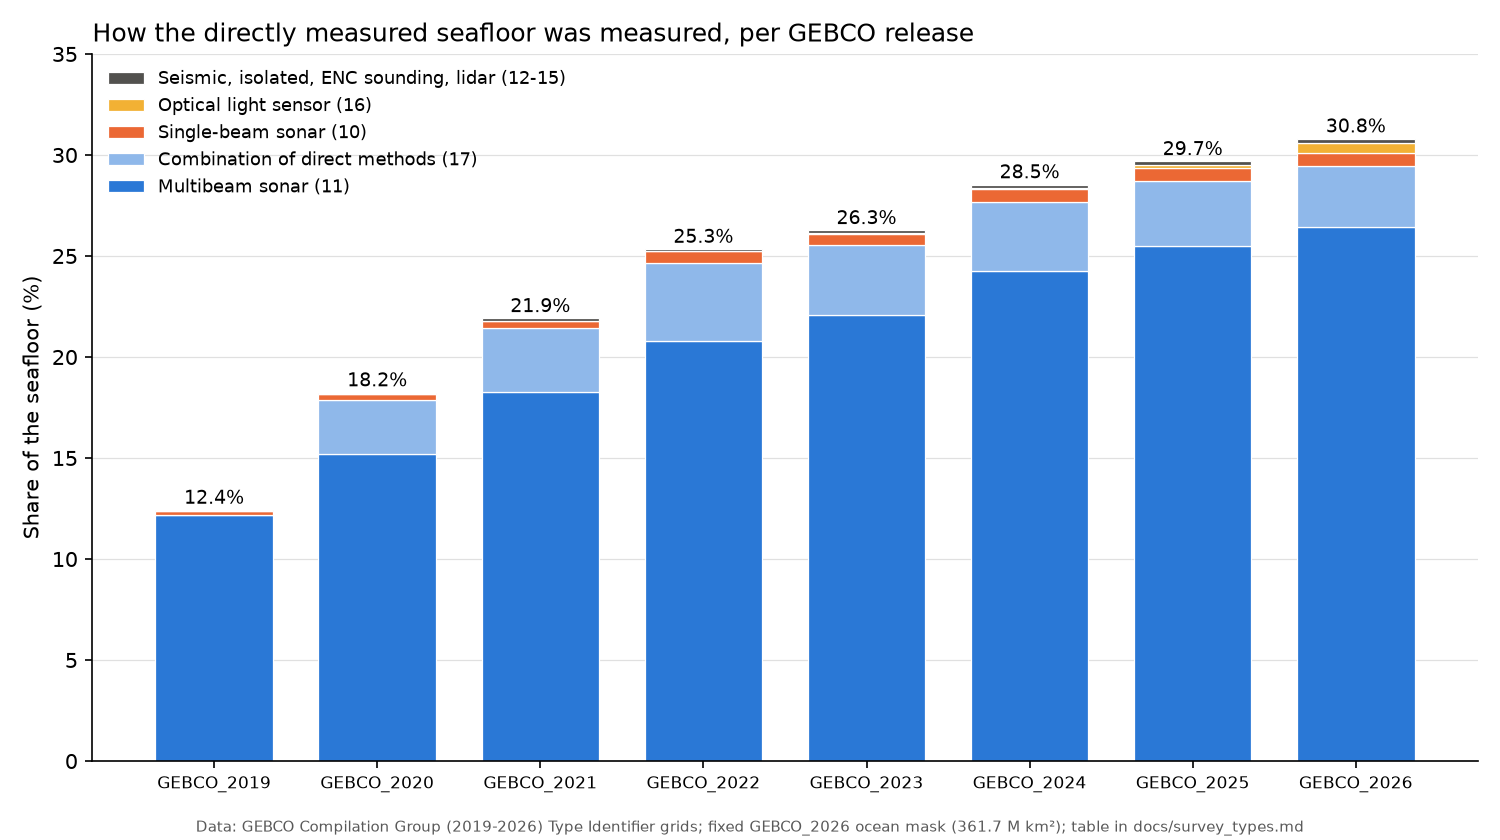 How the directly measured seafloor was measured, per GEBCO release
Share of the seafloor (%)
35
30
25
20
15
10
5
0
Seismic, isolated, ENC sounding, lidar (12-15)
Optical light sensor (16)
Single-beam sonar (10)
Combination of direct methods (17)
Multibeam sonar (11)
12.4%
18.2%
21.9%
25.3%
26.3%
28.5%
29.7%
30.8%
GEBCO_2019
GEBCO_2020
GEBCO_2021
GEBCO_2022
GEBCO_2023
GEBCO_2024
GEBCO_2025
GEBCO_2026
Data: GEBCO Compilation Group (2019-2026) Type Identifier grids; fixed GEBCO_2026 ocean mask (361.7 M km²); table in docs/survey_types.md